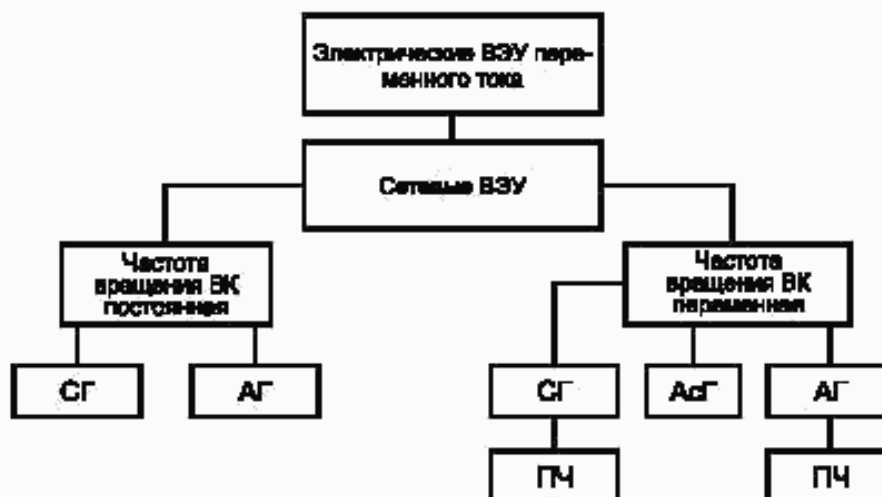 Электрические ВЭУ пере-
менного тока
Сетевые ВЭУ
Частота
вращения ВК
постоянная
Частота
вращения ВК
переменная
СГ
АГ
СГ
АсГ
АГ
ПЧ
ПЧ